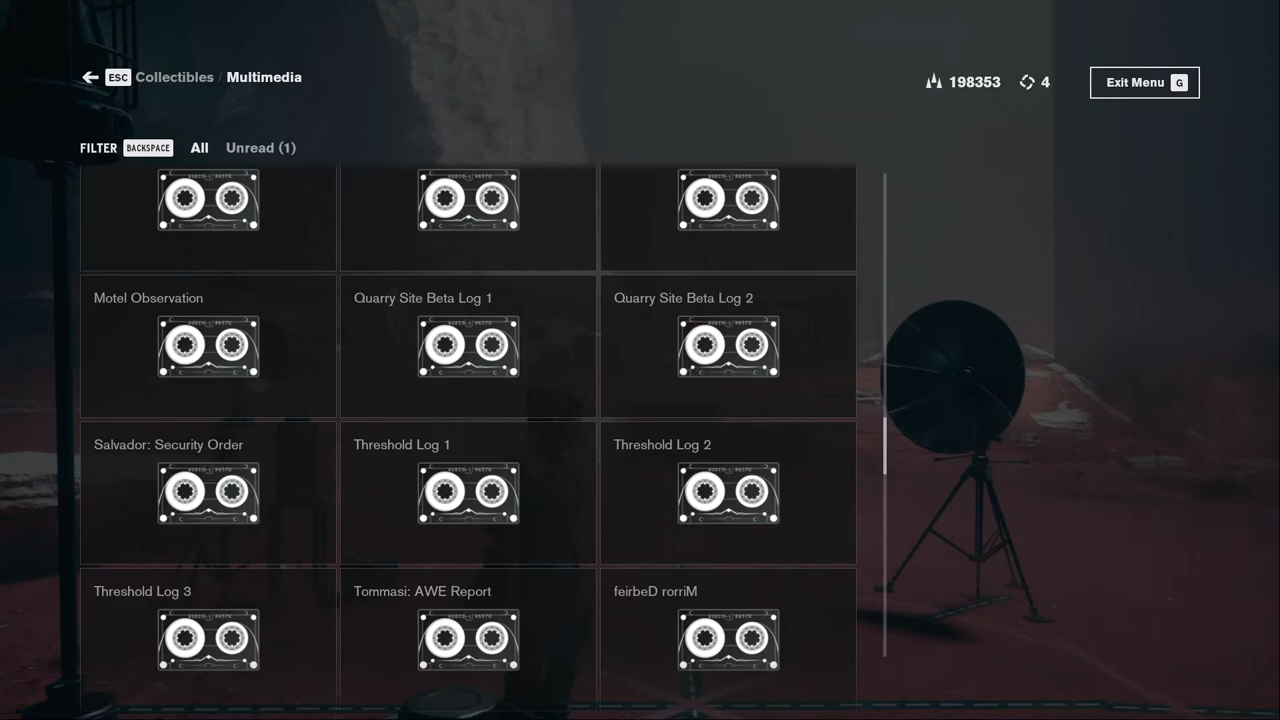 ESC Collectibles / Multimedia
198353
4
Exit Menu G
FILTER BACKSPACE All Unread (1)
Motel Observation
Quarry Site Beta Log 1
Quarry Site Beta Log 2
Salvador: Security Order
Threshold Log 1
Threshold Log 2
Threshold Log 3
Tommasi: AWE Report
feirbeD rorriM